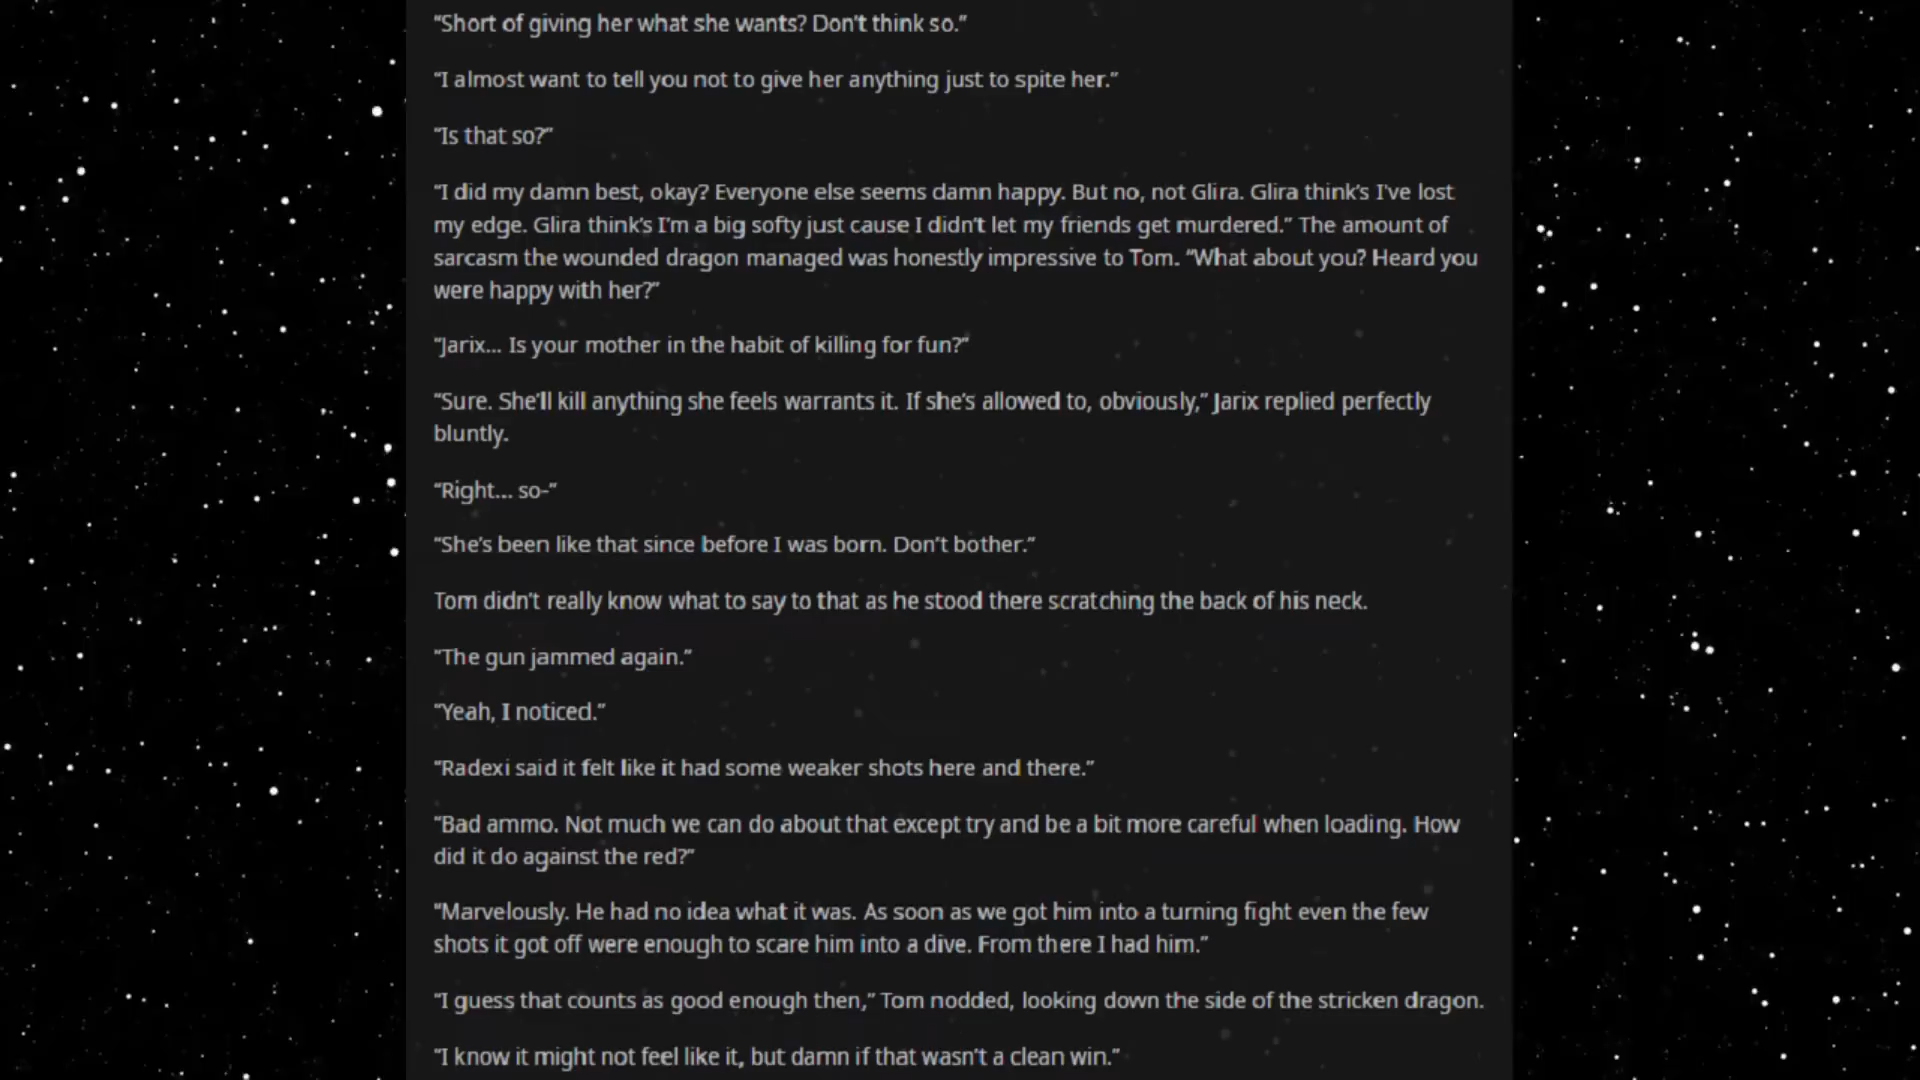 “Short of giving her what she wants? Don’t think so.”
“I almost want to tell you not to give her anything just to spite her.”
“Is that so?”
“I did my damn best, okay? Everyone else seems damn happy. But no, not Glira. Glira think’s I’ve lost
my edge. Glira think’s I’m a big softy just cause I didn’t let my friends get murdered.” The amount of
sarcasm the wounded dragon managed was honestly impressive to Tom. “What about you? Heard you
were happy with her?”
“Jarix... Is your mother in the habit of killing for fun?”
“Sure. She’ll kill anything she feels warrants it. If she’s allowed to, obviously,” Jarix replied perfectly
bluntly.
“Right... so-”
“She’s been like that since before I was born. Don’t bother.”
Tom didn’t really know what to say to that as he stood there scratching the back of his neck.
“The gun jammed again.”
“Yeah, I noticed.”
“Radexi said it felt like it had some weaker shots here and there.”
“Bad ammo. Not much we can do about that except try and be a bit more careful when loading. How
did it do against the red?”
“Marvelously. He had no idea what it was. As soon as we got him into a turning fight even the few
shots it got off were enough to scare him into a dive. From there I had him.”
“I guess that counts as good enough then,” Tom nodded, looking down the side of the stricken dragon.
“I know it might not feel like it, but damn if that wasn’t a clean win.”